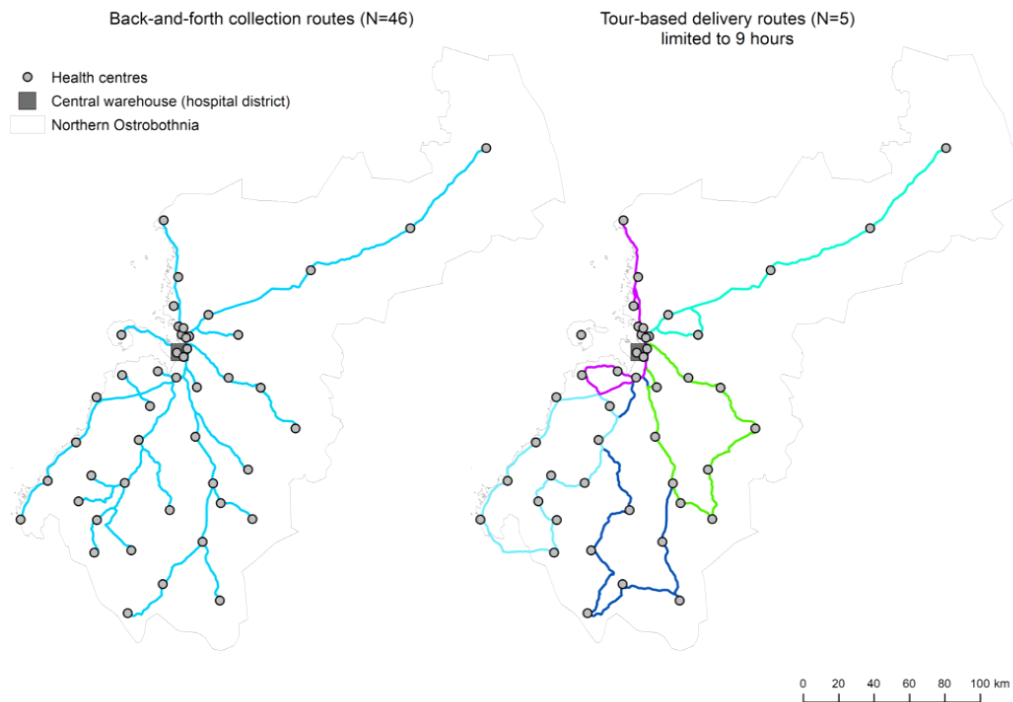 Back-and-forth collection routes (N=46)
Tour-based delivery routes (N=5)
limited to 9 hours
Health centres
Central warehouse (hospital district)
Northern Ostrobothnia
0 20 40 60 80 100 km